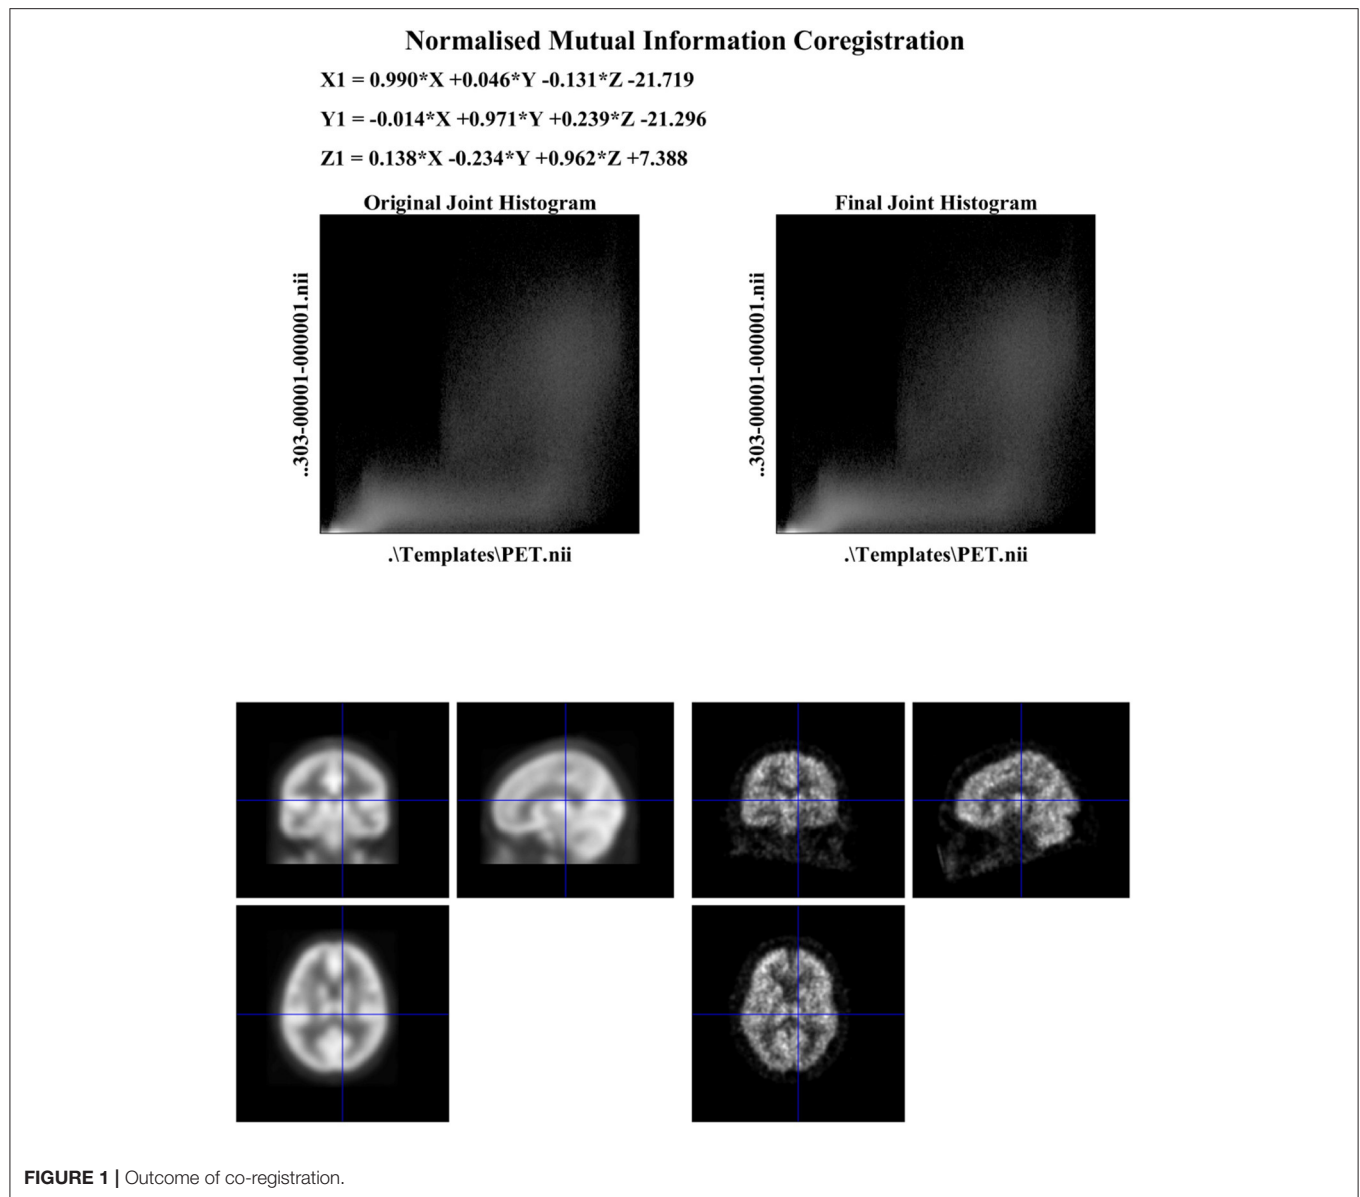 Normalised Mutual Information Coregistration
X1 = 0.990*X +0.046*Y -0.131*Z -21.719
Y1 = -0.014*X +0.971*Y +0.239*Z -21.296
Z1 = 0.138*X -0.234*Y +0.962*Z +7.388
Original Joint Histogram
..303-00001-000001.nii
.\Templates\PET.nii
Final Joint Histogram
..303-00001-000001.nii
.\Templates\PET.nii
FIGURE 1 | Outcome of co-registration.